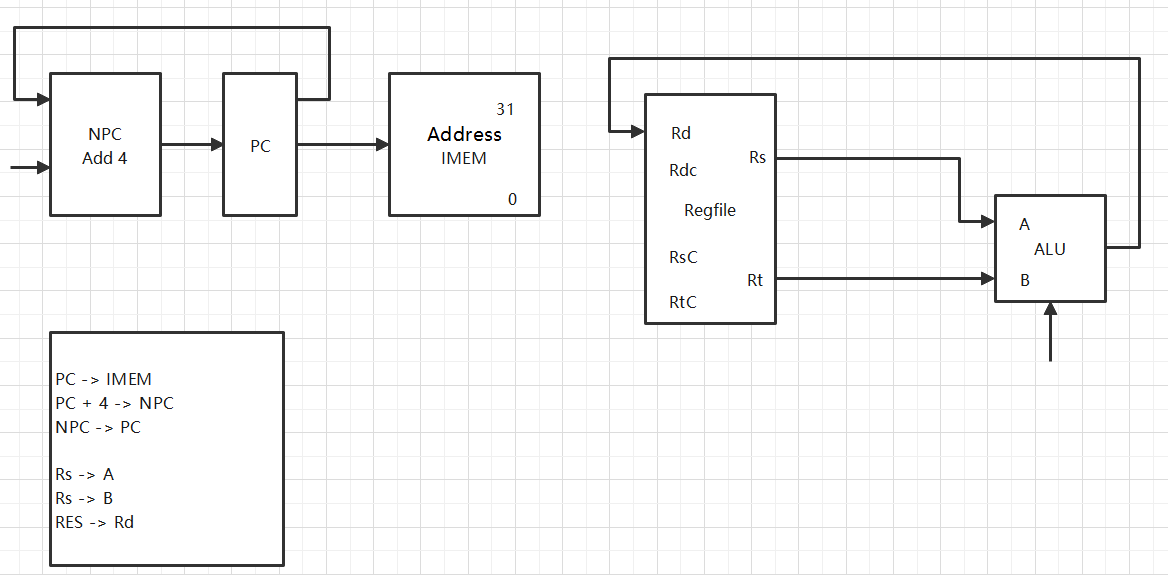 NPC
Add 4
PC
31
Address
IMEM
0
Rd
Rdc
Rs
Regfile
RsC
Rt
RtC
A
ALU
B
PC -> IMEM
PC + 4 -> NPC
NPC -> PC
Rs -> A
Rs -> B
RES -> Rd